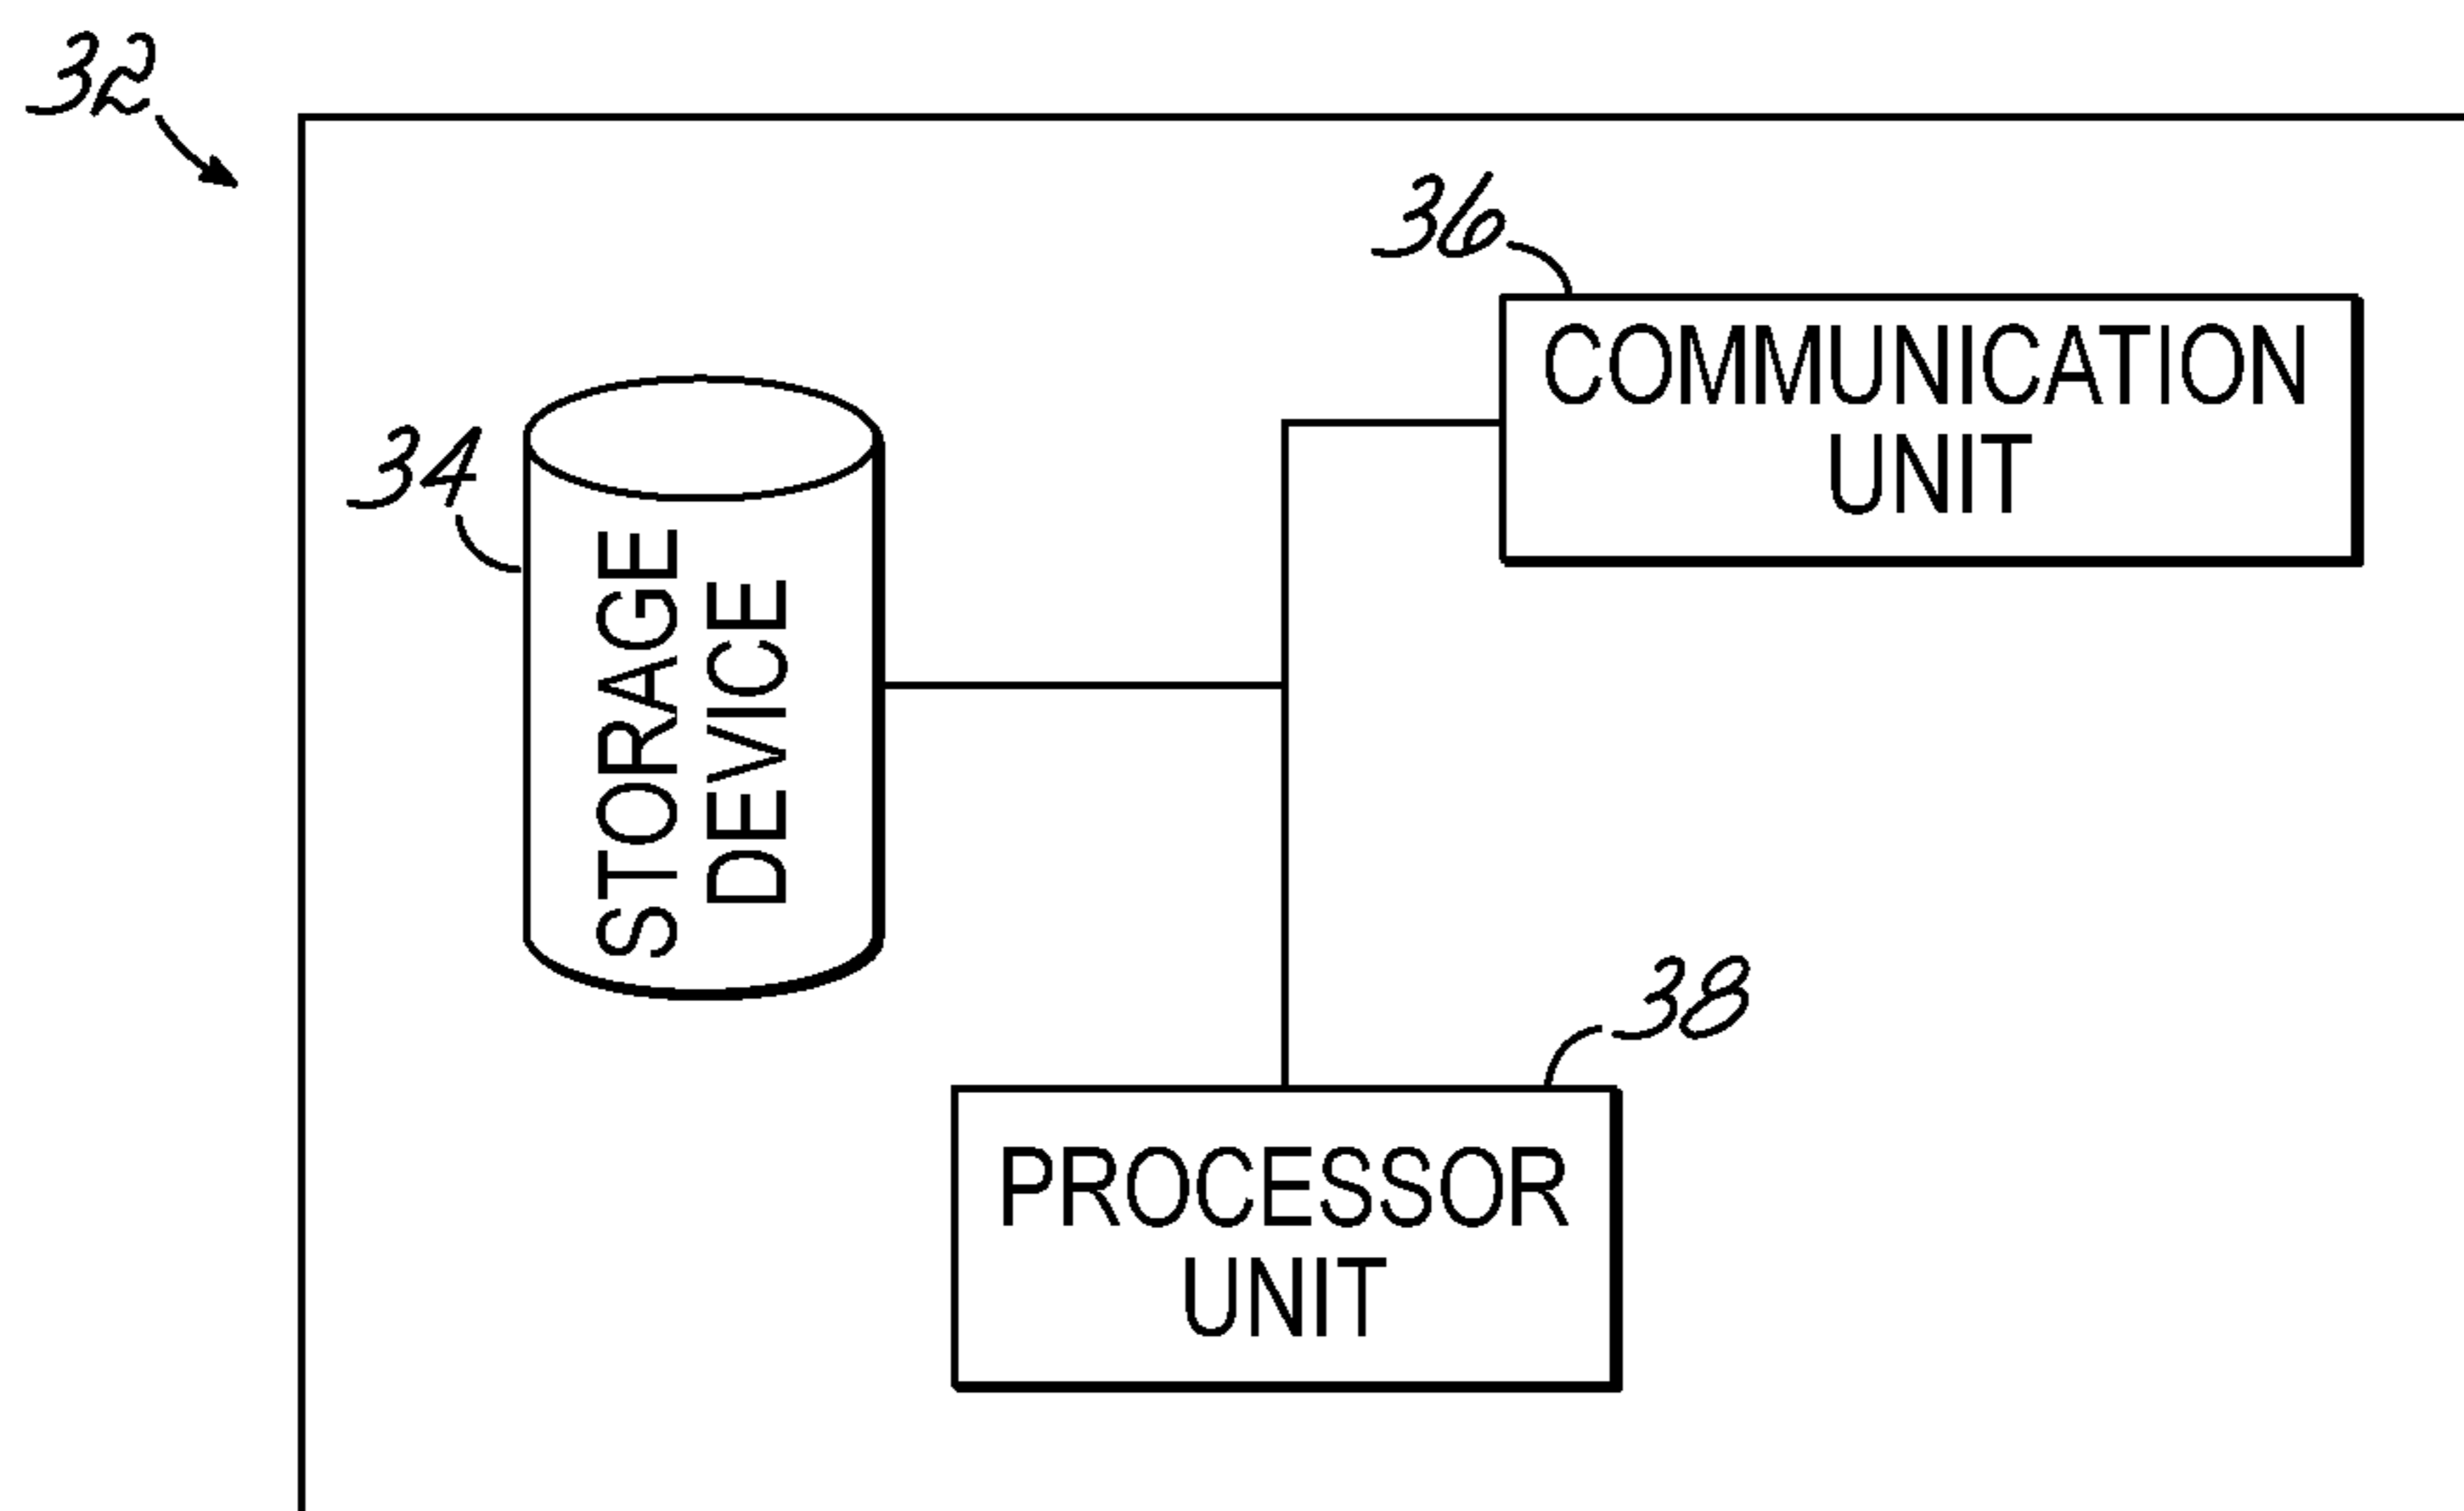 32
36
COMMUNICATION
UNIT
34
STORAGE
DEVICE
38
PROCESSOR
UNIT